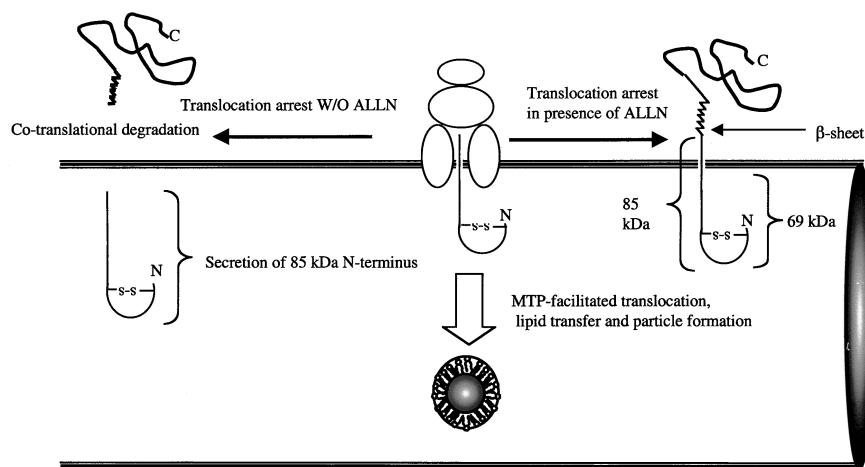 C
Translocation arrest W/O ALLN
Co-translational degradation
Translocation arrest
in presence of ALLN
C
β-sheet
85
kDa
N
s-s
69 kDa
N
s-s
N
s-s
Secretion of 85 kDa N-terminus
MTP-facilitated translocation,
lipid transfer and particle formation